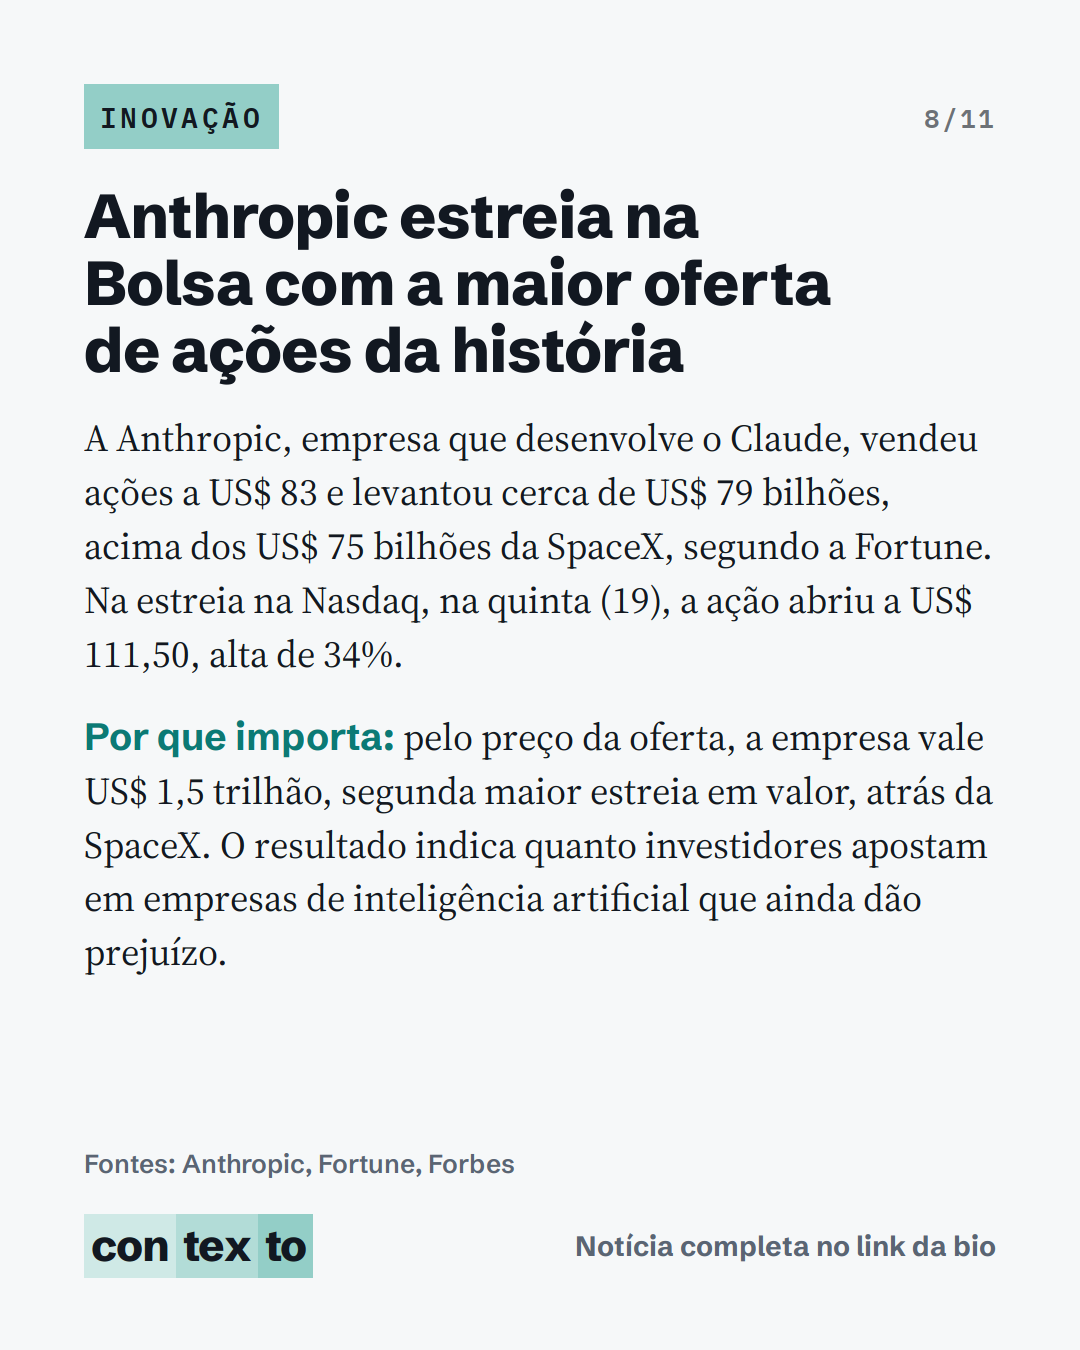 INOVAÇÃO
8/11
Anthropic estreia na
Bolsa com a maior oferta
de ações da história
A Anthropic, empresa que desenvolve o Claude, vendeu
ações a US$ 83 e levantou cerca de US$ 79 bilhões,
acima dos US$ 75 bilhões da SpaceX, segundo a Fortune.
Na estreia na Nasdaq, na quinta (19), a ação abriu a US$
111,50, alta de 34%.
Por que importa: pelo preço da oferta, a empresa vale
US$ 1,5 trilhão, segunda maior estreia em valor, atrás da
SpaceX. O resultado indica quanto investidores apostam
em empresas de inteligência artificial que ainda dão
prejuízo.
Fontes: Anthropic, Fortune, Forbes
contexto
Notícia completa no link da bio